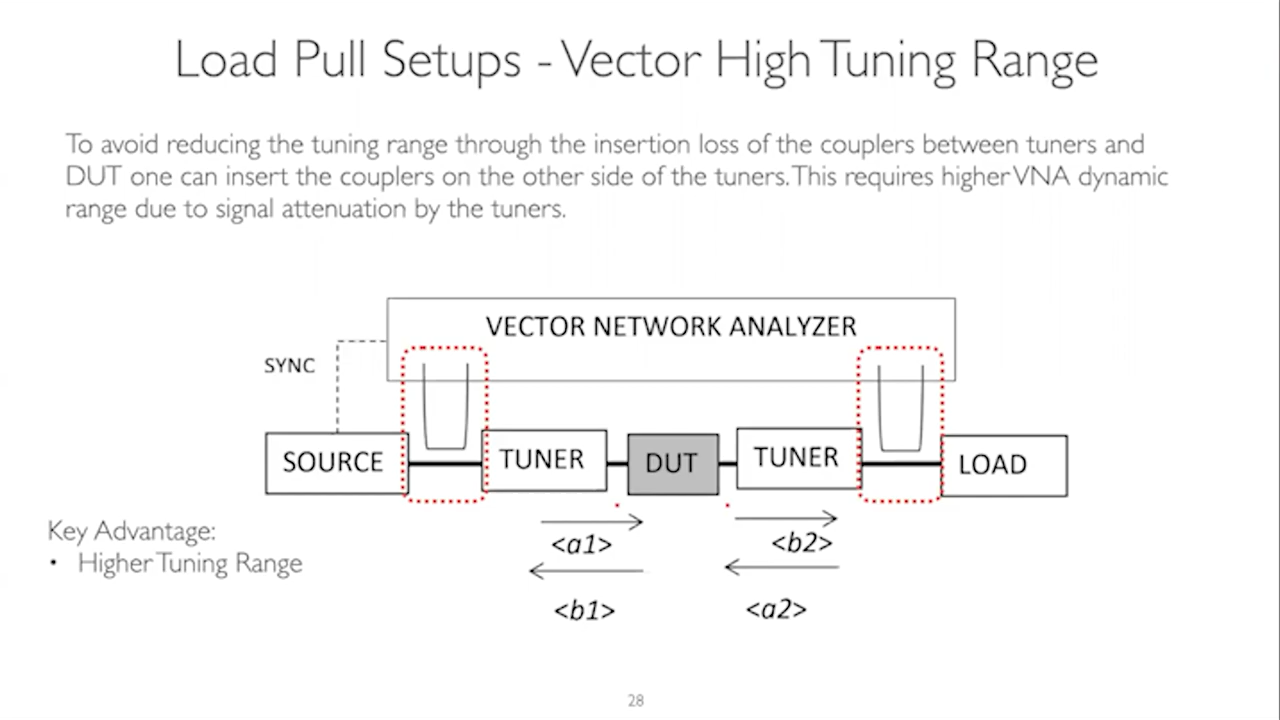 Load Pull Setups - Vector High Tuning Range
To avoid reducing the tuning range through the insertion loss of the couplers between tuners and
DUT one can insert the couplers on the other side of the tuners. This requires higher VNA dynamic
range due to signal attenuation by the tuners.
VECTOR NETWORK ANALYZER
SYNC
SOURCE
TUNER
DUT
TUNER
LOAD
<a1>
<b2>
<b1>
<a2>
Key Advantage:
• Higher Tuning Range
28